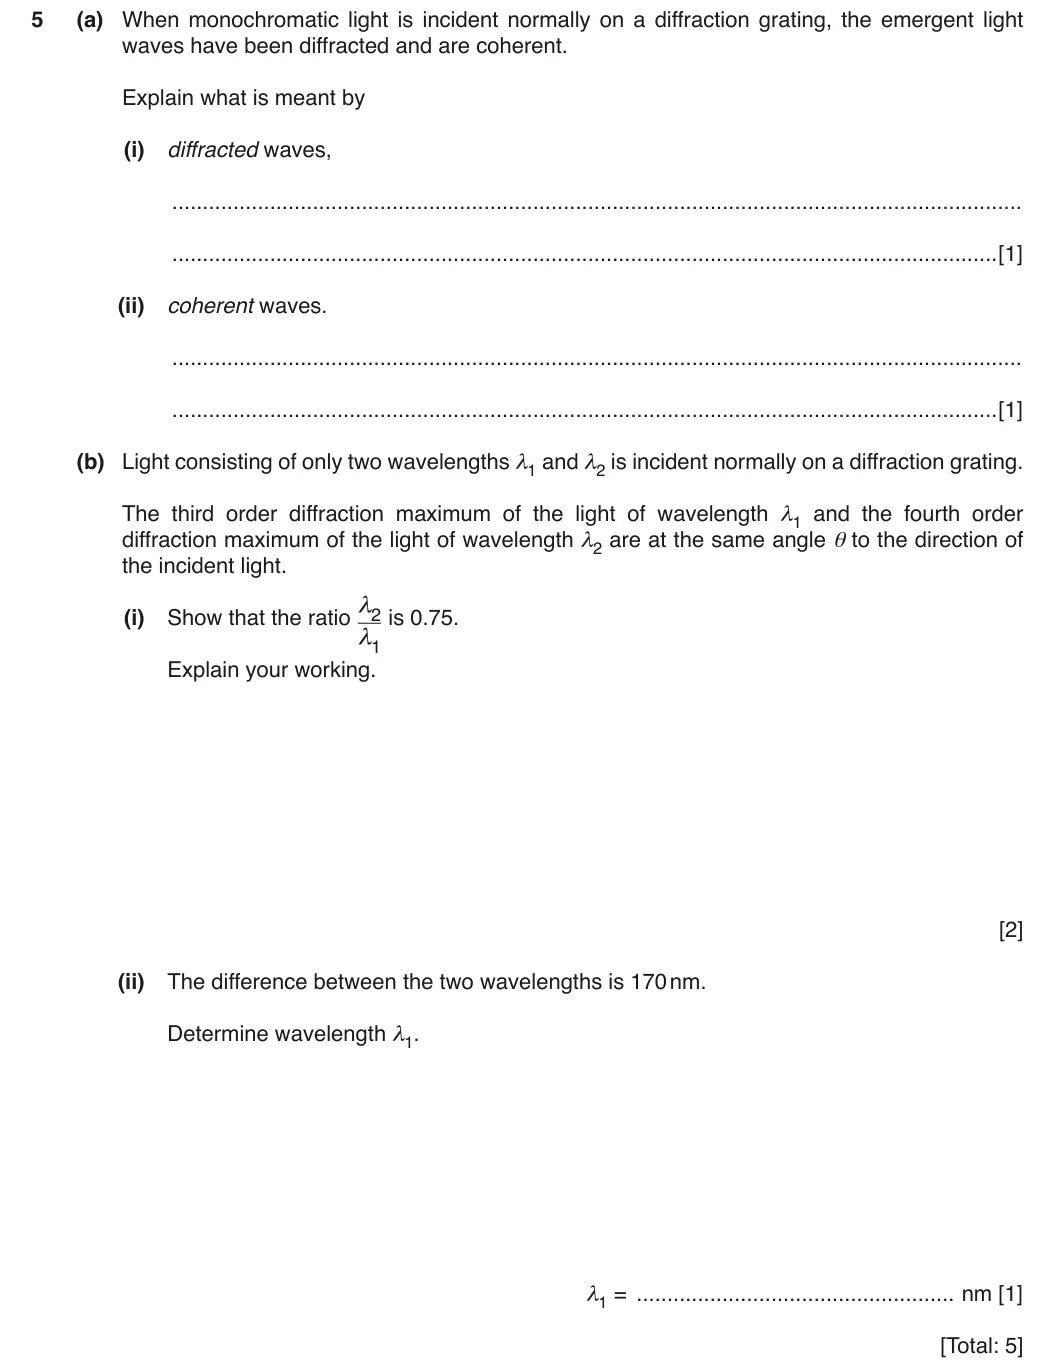 5 (a) When monochromatic light is incident normally on a diffraction grating, the emergent light
waves have been diffracted and are coherent.
Explain what is meant by
(i) diffracted waves,
..........................................................................................................................................
......................................................................................................................................[1]
(ii) coherent waves.
..........................................................................................................................................
......................................................................................................................................[1]
(b) Light consisting of only two wavelengths λ₁ and λ₂ is incident normally on a diffraction grating.
The third order diffraction maximum of the light of wavelength λ₁ and the fourth order
diffraction maximum of the light of wavelength λ₂ are at the same angle θ to the direction of
the incident light.
(i) Show that the ratio λ₂/λ₁ is 0.75.
Explain your working.
[2]
(ii) The difference between the two wavelengths is 170 nm.
Determine wavelength λ₁.
λ₁ = .................................................... nm [1]
[Total: 5]